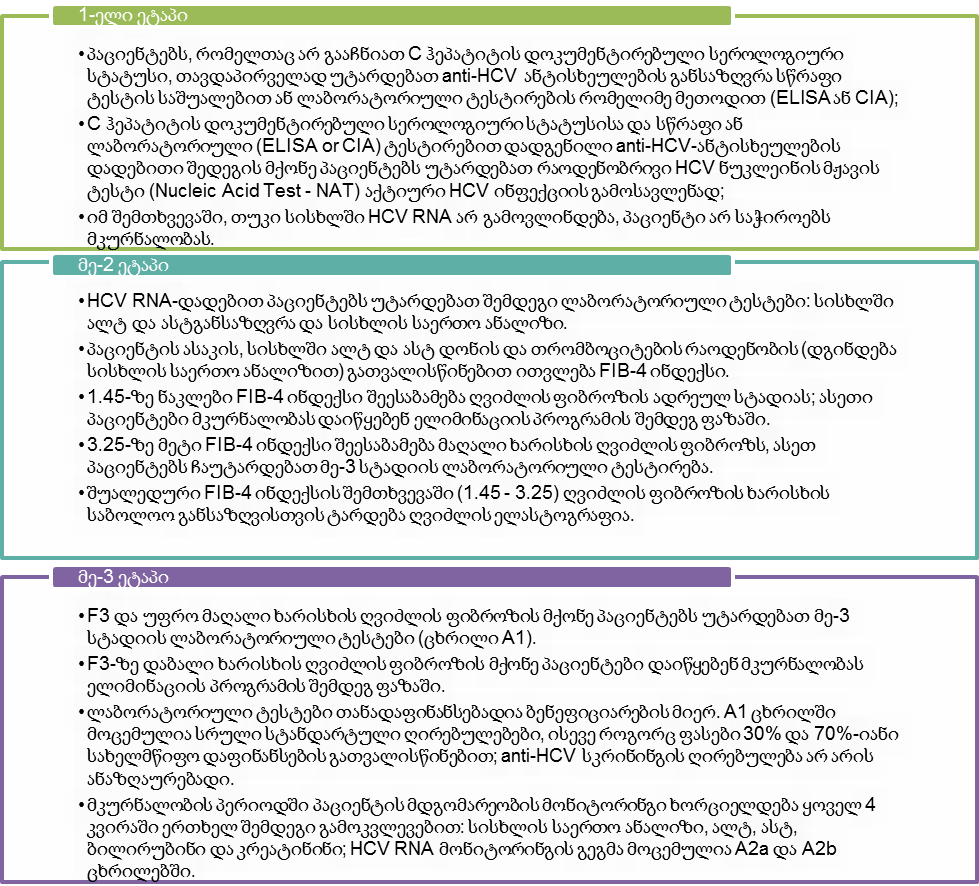 1-ელი ეტაპი
•პაციენტებს, რომელთაც არ გააჩნიათ C ჰეპატიტის დოკუმენტირებული სეროლოგიური
სტატუსი, თავდაპირველად უტარდებათ anti-HCV ანტისხეულების განსაზღვრა სწრაფი
ტესტის საშუალებით ან ლაბორატორიული ტესტირების რომელიმე მეთოდით (ELISA ან CIA);
•C ჰეპატიტის დოკუმენტირებული სეროლოგიური სტატუსისა და სწრაფი ან
ლაბორატორიული (ELISA or CIA) ტესტირებით დადგენილი anti-HCV-ანტისხეულების
დადებითი შედეგის მქონე პაციენტებს უტარდებათ რაოდენობრივი HCV ნუკლეინის მჟავის
ტესტი (Nucleic Acid Test - NAT) აქტიური HCV ინფექციის გამოსავლენად;
•იმ შემთხვევაში, თუკი სისხლში HCV RNA არ გამოვლინდება, პაციენტი არ საჭიროებს
მკურნალობას.
მე-2 ეტაპი
•HCV RNA-დადებით პაციენტებს უტარდებათ შემდეგი ლაბორატორიული ტესტები: სისხლში
ალტ და ასტგანსაზღვრა და სისხლის საერთო ანალიზი.
•პაციენტის ასაკის, სისხლში ალტ და ასტ დონის და თრომბოციტების რაოდენობის (დგინდება
სისხლის საერთო ანალიზით) გათვალისწინებით ითვლება FIB-4 ინდექსი.
•1.45-ზე ნაკლები FIB-4 ინდექსი შეესაბამება ღვიძლის ფიბროზის ადრეულ სტადიას; ასეთი
პაციენტები მკურნალობას დაიწყებენ ელიმინაციის პროგრამის შემდეგ ფაზაში.
•3.25-ზე მეტი FIB-4 ინდექსი შეესაბამება მაღალი ხარისხის ღვიძლის ფიბროზს, ასეთ
პაციენტებს ჩაუტარდებათ მე-3 სტადიის ლაბორატორიული ტესტირება.
•შუალედური FIB-4 ინდექსის შემთხვევაში (1.45 - 3.25) ღვიძლის ფიბროზის ხარისხის
საბოლოო განსაზღვისთვის ტარდება ღვიძლის ელასტოგრაფია.
მე-3 ეტაპი
•F3 და უფრო მაღალი ხარისხის ღვიძლის ფიბროზის მქონე პაციენტებს უტარდებათ მე-3
სტადიის ლაბორატორიული ტესტები (ცხრილი A1).
•F3-ზე დაბალი ხარისხის ღვიძლის ფიბროზის მქონე პაციენტები დაიწყებენ მკურნალობას
ელიმინაციის პროგრამის შემდეგ ფაზაში.
•ლაბორატორიული ტესტები თანადაფინანსებადია ბენეფიციარების მიერ. A1 ცხრილში
მოცემულია სრული სტანდარტული ღირებულებები, ისევე როგორც ფასები 30% და 70%-იანი
სახელმწიფო დაფინანსების გათვალისწინებით; anti-HCV სკრინინგის ღირებულება არ არის
ანაზღაურებადი.
•მკურნალობის პერიოდში პაციენტის მდგომარეობის მონიტორინგი ხორციელდება ყოველ 4
კვირაში ერთხელ შემდეგი გამოკვლევებით: სისხლის საერთო ანალიზი, ალტ, ასტ,
ბილირუბინი და კრეატინინი; HCV RNA მონიტორინგის გეგმა მოცემულია A2a და A2b
ცხრილებში.